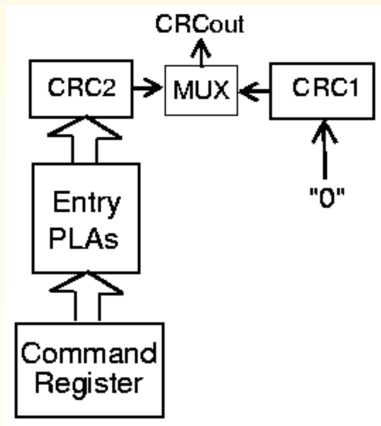 CRCout
CRC2
MUX
CRC1
"0"
Entry
PLAs
Command
Register